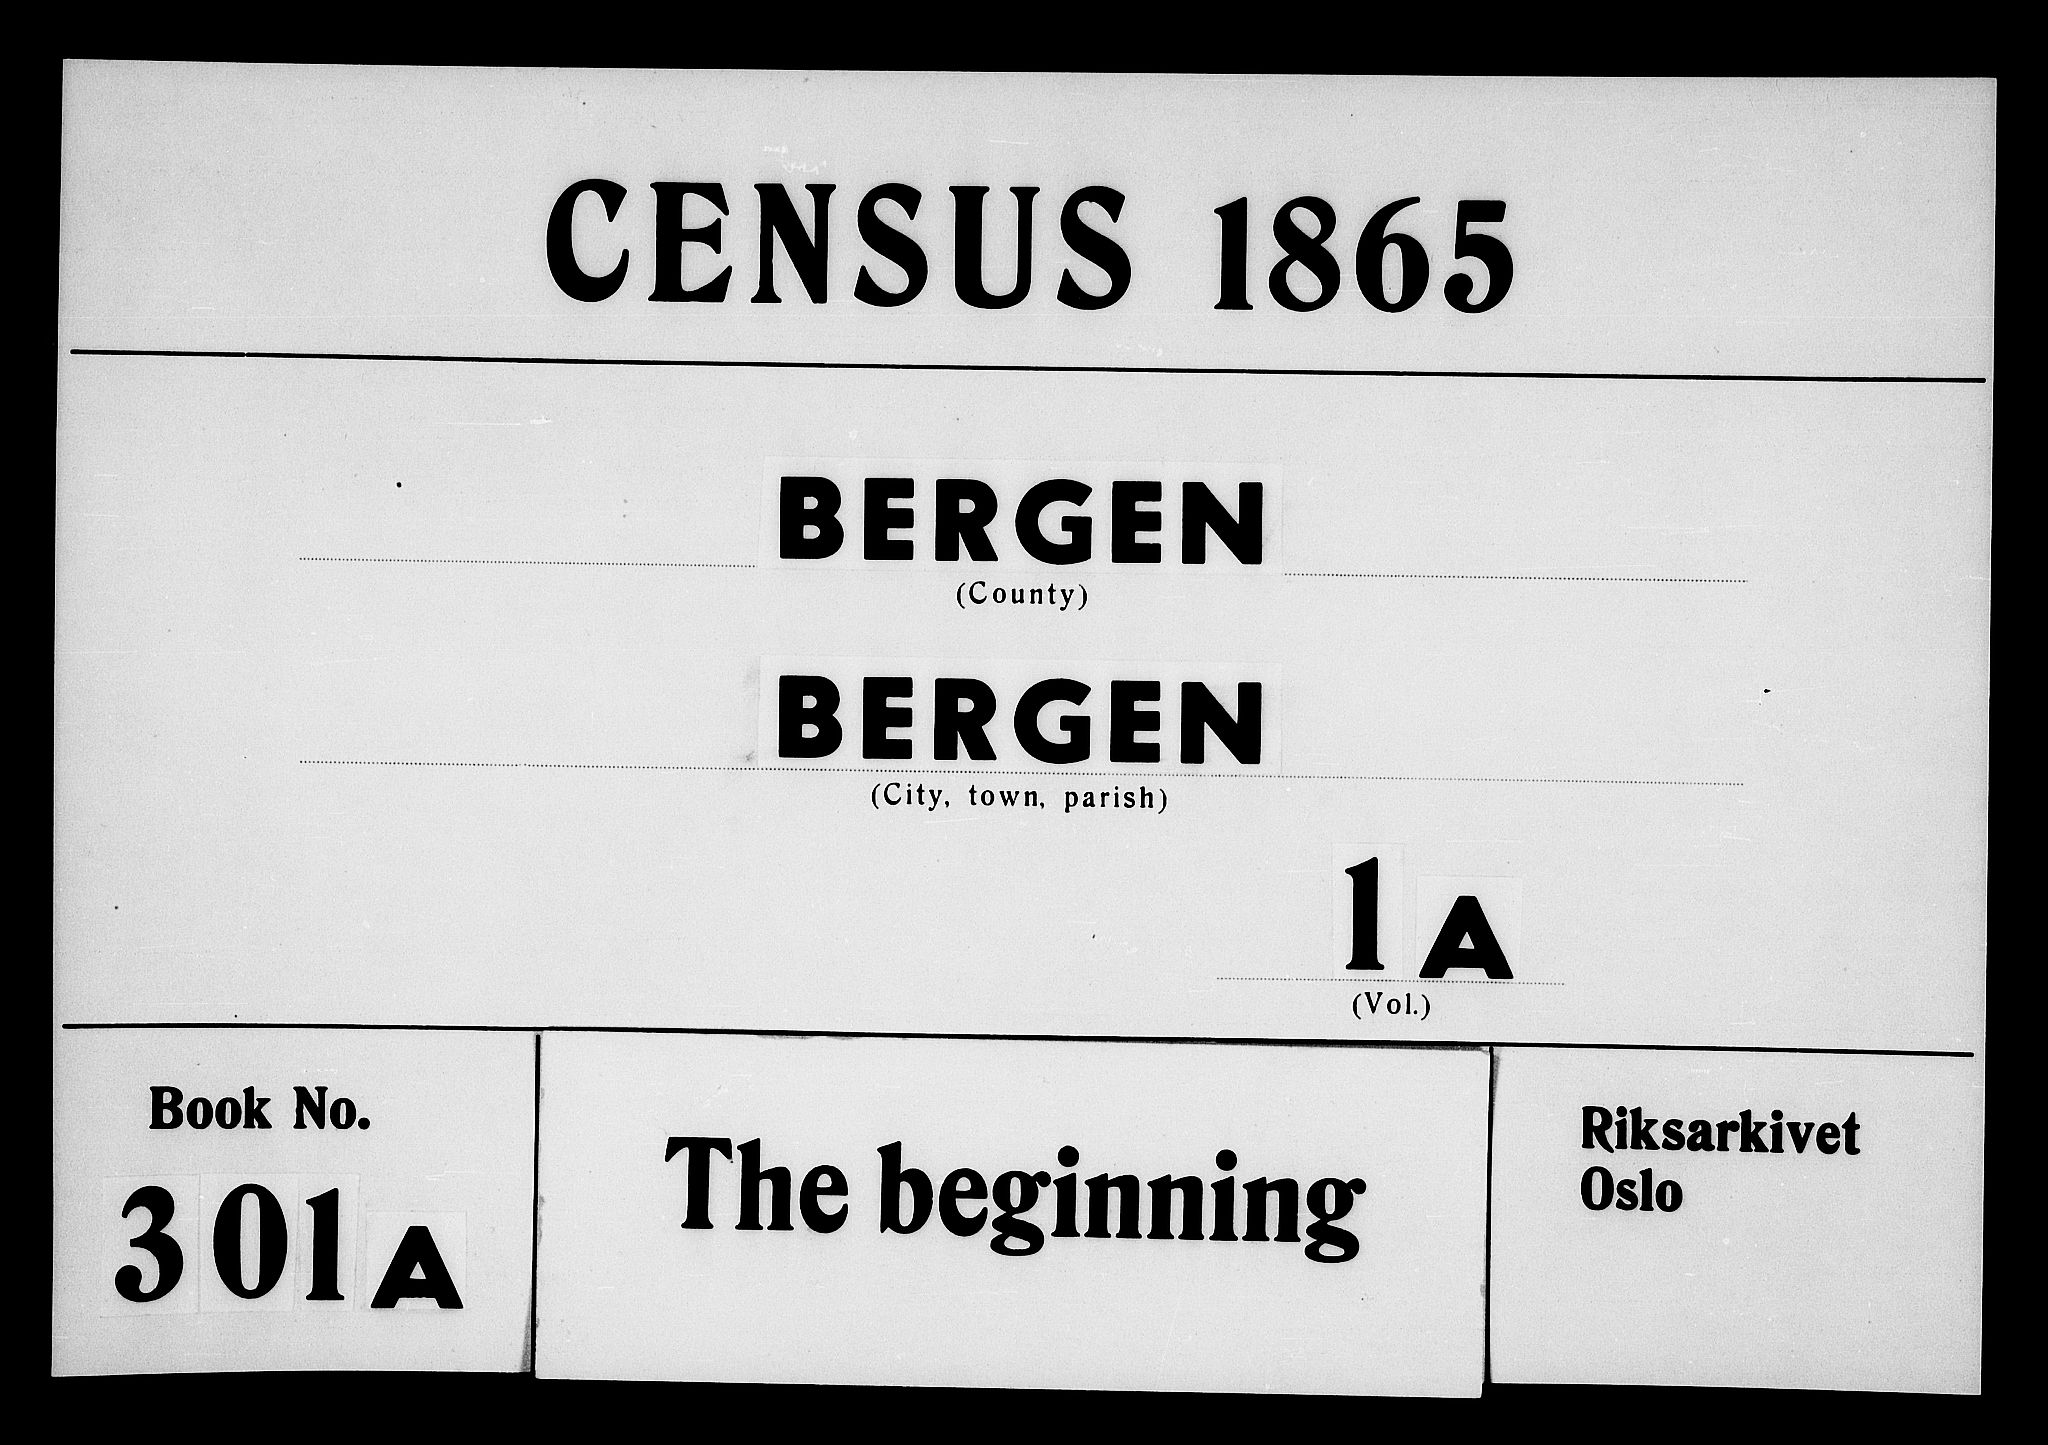 CENSUS 1865
BERGEN
(County)
BERGEN
(City, town, parish)
1 A
(Vol.)
Book No.
301 A
The beginning
Riksarkivet
Oslo